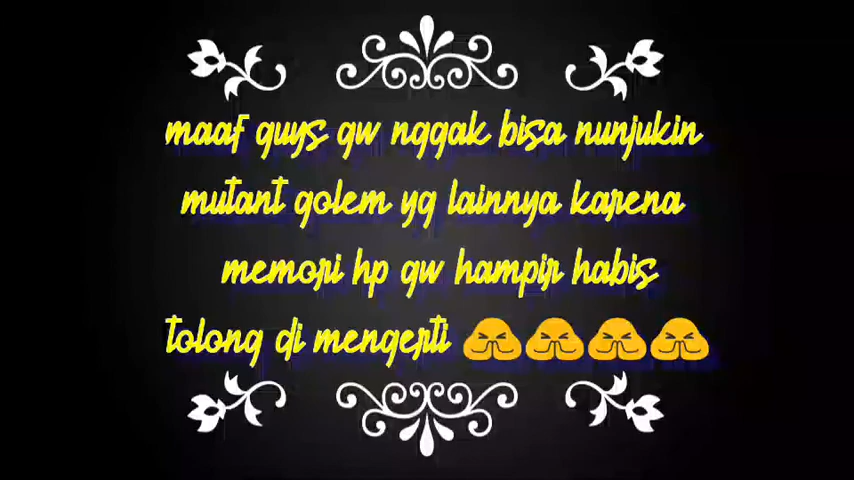 maaf guys gw nggak bisa nunjukin
mutant golem yg lainnya karena
memori hp gw hampir habis
tolong di mengerti 🙇🙇🙇🙇